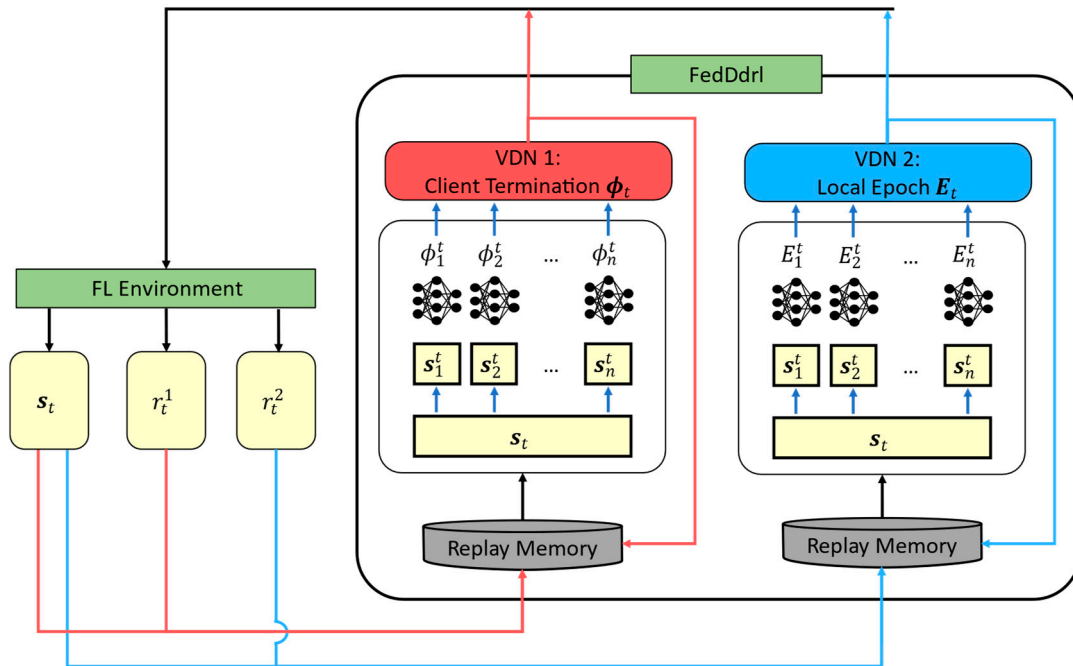 FedDdrl
VDN 1:
Client Termination ϕₜ
VDN 2:
Local Epoch Eₜ
ϕ₁ᵗ ϕ₂ᵗ ... ϕₙᵗ
E₁ᵗ E₂ᵗ ... Eₙᵗ
FL Environment
s₁ᵗ s₂ᵗ ... sₙᵗ
s₁ᵗ s₂ᵗ ... sₙᵗ
sₜ
rₜ¹
rₜ²
sₜ
sₜ
Replay Memory
Replay Memory